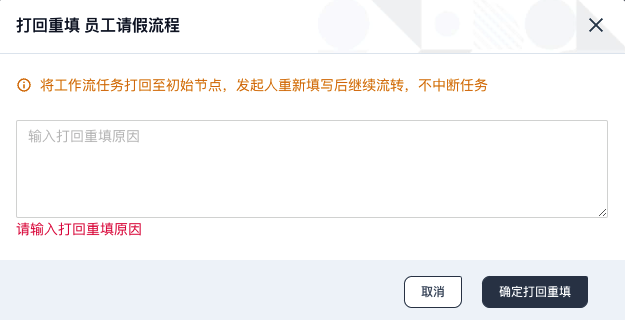 打回重填 员工请假流程
将工作流任务打回至初始节点，发起人重新填写后继续流转，不中断任务
输入打回重填原因
请输入打回重填原因
取消
确定打回重填